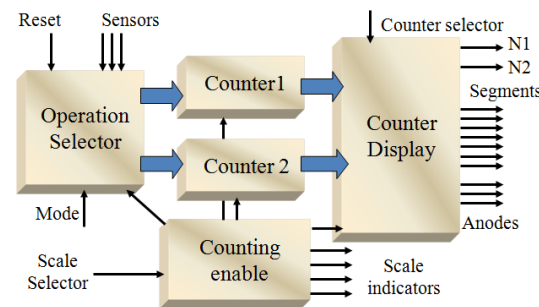 Reset
Sensors
Counter selector
N1
N2
Segments
Operation
Selector
Counter1
Counter 2
Counter
Display
Anodes
Mode
Scale
Selector
Counting
enable
Scale
indicators